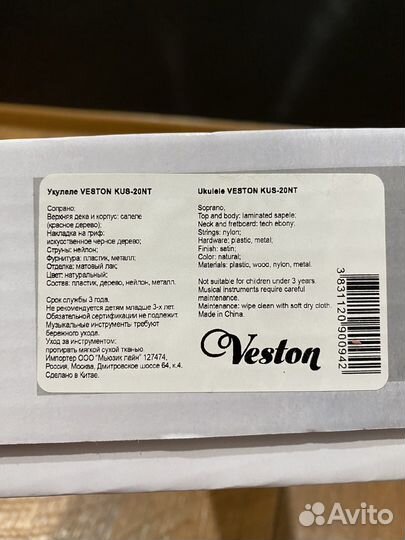 Укулеле VESTON KUS-20NT
Сопрано;
Верхняя дека и корпус: сапеле
(красное дерево);
Накладка на гриф:
искусственное черное дерево;
Струны: нейлон;
Фурнитура: пластик, металл;
Отделка: матовый лак;
Цвет: натуральный;
Состав: пластик, дерево, нейлон, металл.
Срок службы 3 года.
Не рекомендуется детям младше 3-х лет.
Обязательной сертификации не подлежит.
Музыкальные инструменты требуют
бережного ухода.
Уход за инструментом:
протирать мягкой сухой тканью.
Импортер ООО "Мьюзик лайн" 127474,
Россия, Москва, Дмитровское шоссе 64, к.4.
Сделано в Китае.
Ukulele VESTON KUS-20NT
Soprano,
Top and body: laminated sapele;
Neck and fretboard: tech ebony.
Strings: nylon;
Hardware: plastic, metal;
Finish: satin;
Color: natural;
Materials: plastic, wood, nylon, metal.
Not suitable for children under 3 years.
Musical Instruments require careful
maintenance.
Maintenance: wipe clean with soft dry cloth.
Made in China.
Veston
3831120900942
Avito